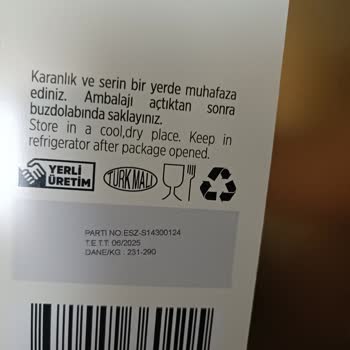 Karanlık ve serin bir yerde muhafaza
ediniz. Ambalajı açtıktan sonra
buzdolabında saklayınız.
Store in a cool,dry place. Keep in
refrigerator after package opened.
YERLİ
ÜRETİM
TÜRK MALI
PARTI NO:ESZ-S14300124
T.E.T.T: 06/2025
DANE/KG : 231-290